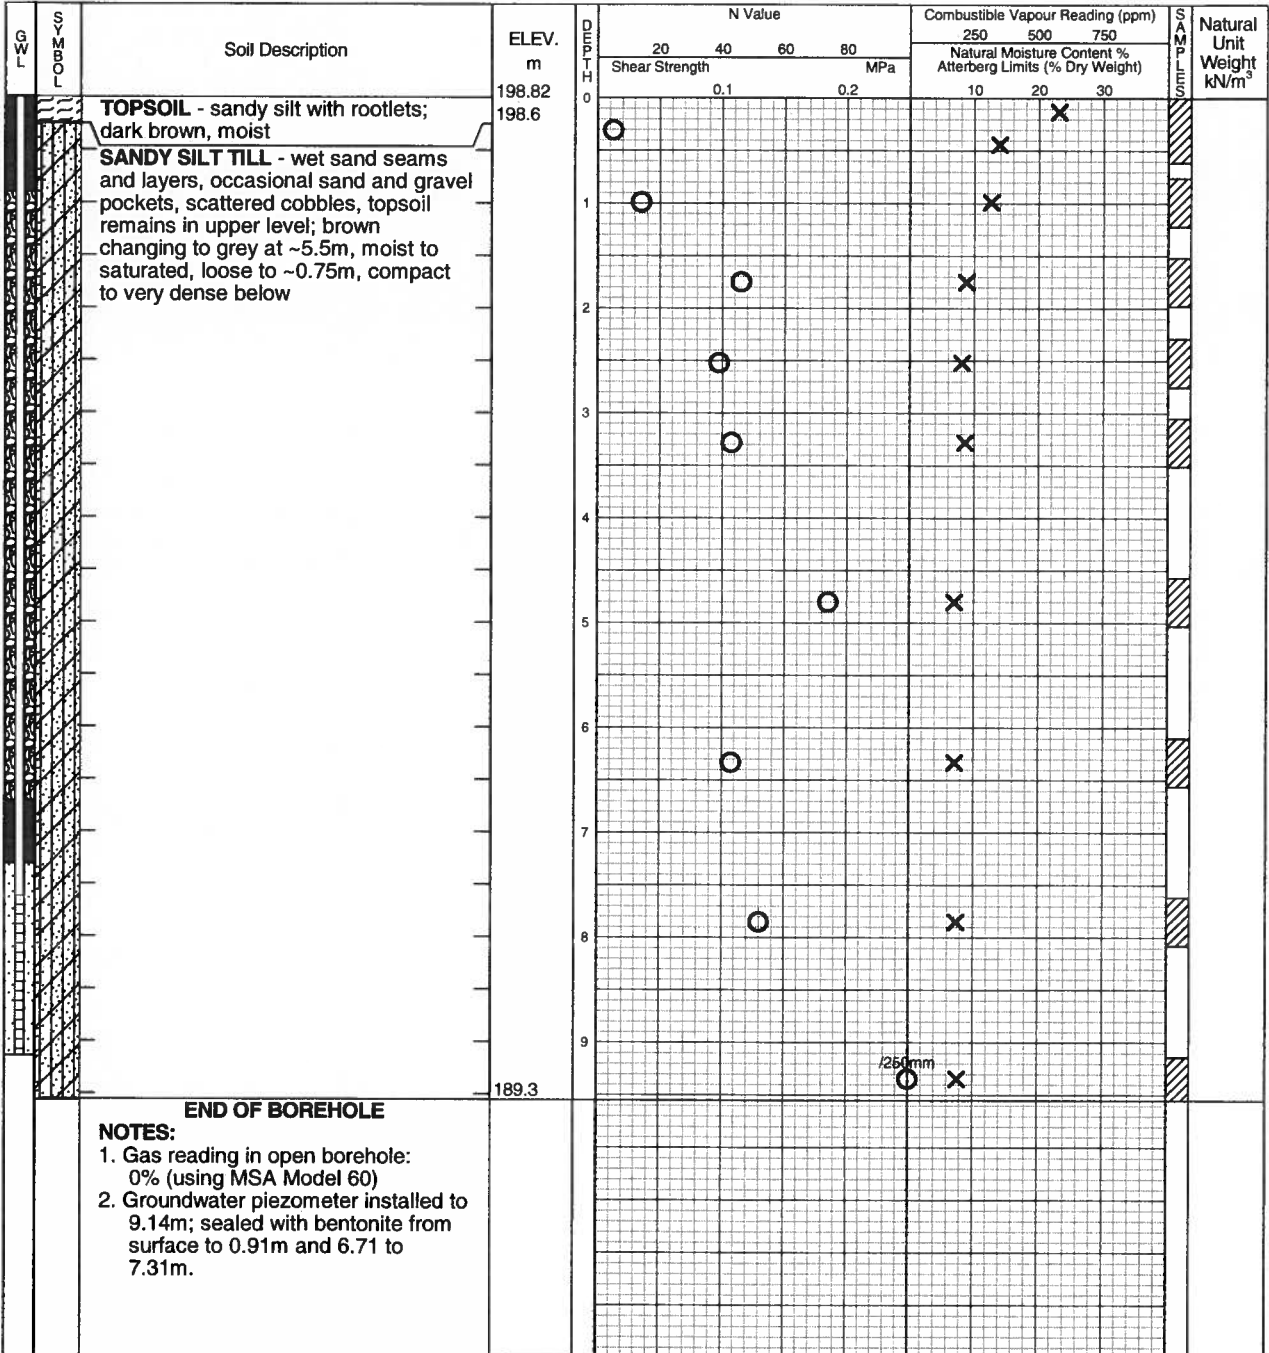 GWL
SYMBOL
Soil Description
ELEV.
m
DEPTH
N Value
20 40 60 80
Shear Strength MPa
0.1 0.2
Combustible Vapour Reading (ppm)
250 500 750
Natural Moisture Content %
Atterberg Limits (% Dry Weight)
10 20 30
SAMPLES
Natural
Unit
Weight
kN/m³
198.82
0
TOPSOIL - sandy silt with rootlets;
dark brown, moist
198.6
SANDY SILT TILL - wet sand seams
and layers, occasional sand and gravel
pockets, scattered cobbles, topsoil
remains in upper level; brown
changing to grey at ~5.5m, moist to
saturated, loose to ~0.75m, compact
to very dense below
1
2
3
4
5
6
7
8
9
/250mm
189.3
END OF BOREHOLE
NOTES:
1. Gas reading in open borehole:
0% (using MSA Model 60)
2. Groundwater piezometer installed to
9.14m; sealed with bentonite from
surface to 0.91m and 6.71 to
7.31m.